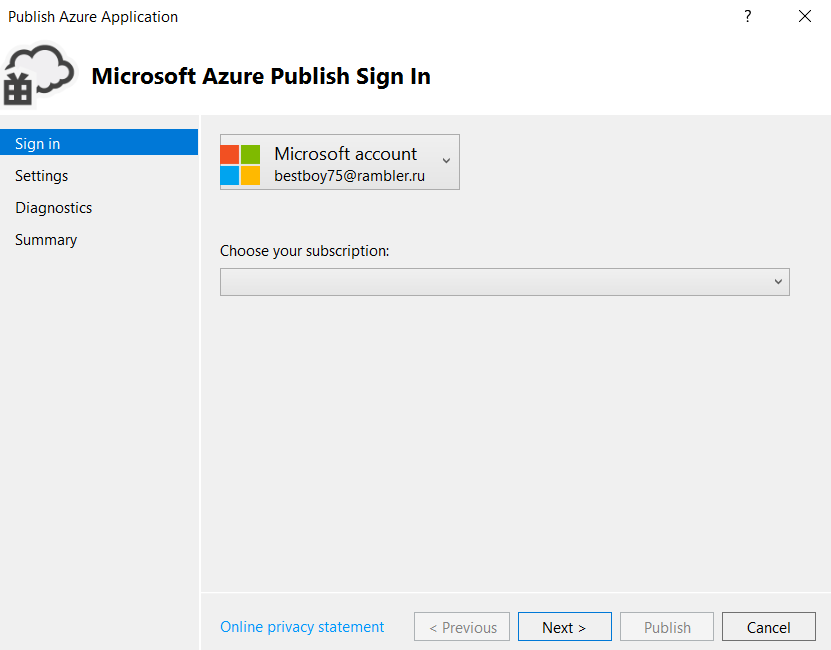 Publish Azure Application
?
Microsoft Azure Publish Sign In
Sign in
Settings
Diagnostics
Summary
Microsoft account
bestboy75@rambler.ru
Choose your subscription:
Online privacy statement
< Previous
Next >
Publish
Cancel